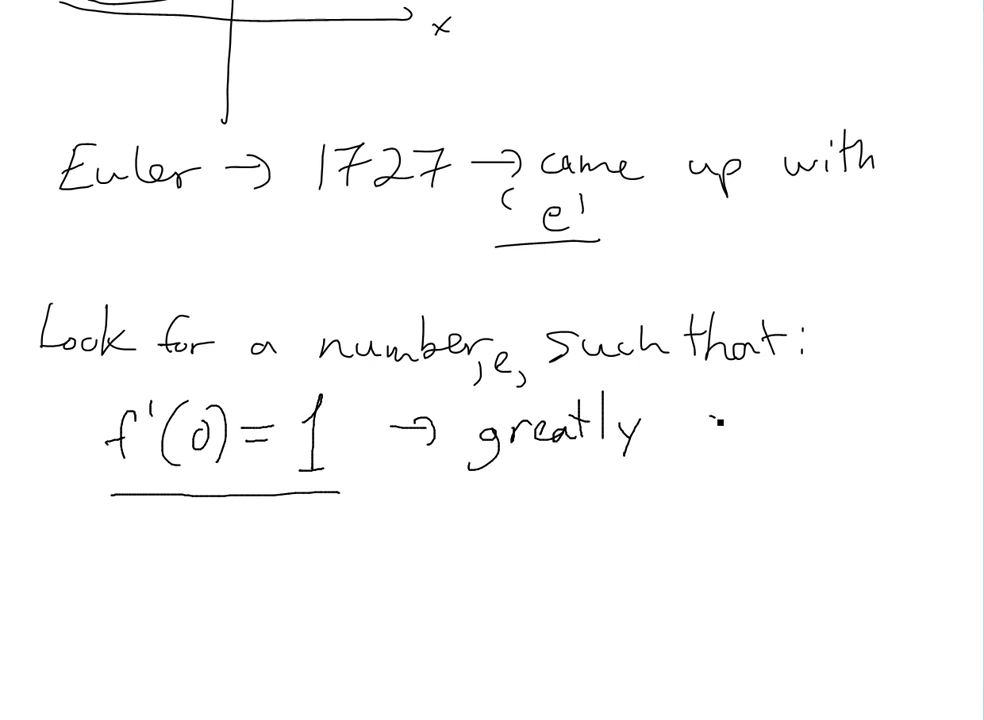 x
Euler → 1727 → came up with
'e'
Look for a number, e, such that:
f'(0) = 1 → greatly